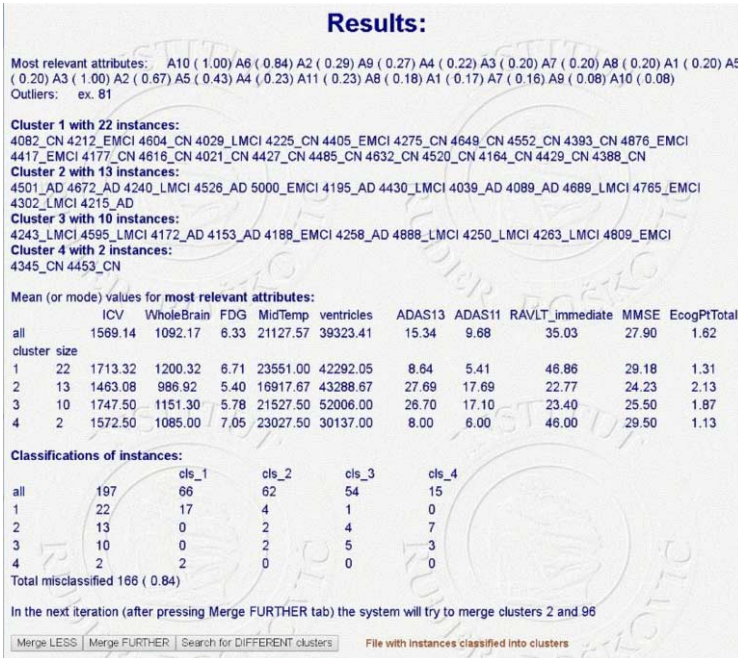 Results:
Most relevant attributes: A10 ( 1.00) A6 ( 0.84) A2 ( 0.29) A9 ( 0.27) A4 ( 0.22) A3 ( 0.20) A7 ( 0.20) A8 ( 0.20) A1 ( 0.20) A5
( 0.20) A3 ( 1.00) A2 ( 0.67) A5 ( 0.43) A4 ( 0.23) A11 ( 0.23) A8 ( 0.18) A1 ( 0.17) A7 ( 0.16) A9 ( 0.08) A10 ( 0.08)
Outliers: ex. 81
Cluster 1 with 22 instances:
4082_CN 4212_EMCI 4604_CN 4029_LMCI 4225_CN 4405_EMCI 4275_CN 4649_CN 4552_CN 4393_CN 4876_EMCI
4417_EMCI 4177_CN 4616_CN 4021_CN 4427_CN 4485_CN 4632_CN 4520_CN 4164_CN 4429_CN 4388_CN
Cluster 2 with 13 instances:
4501_AD 4672_AD 4240_LMCI 4526_AD 5000_EMCI 4195_AD 4430_LMCI 4039_AD 4089_AD 4689_LMCI 4765_EMCI
4302_LMCI 4215_AD
Cluster 3 with 10 instances:
4243_LMCI 4595_LMCI 4172_AD 4153_AD 4188_EMCI 4258_AD 4888_LMCI 4250_LMCI 4263_LMCI 4809_EMCI
Cluster 4 with 2 instances:
4345_CN 4453_CN
Mean (or mode) values for most relevant attributes:
ICV WholeBrain FDG MidTemp ventricles ADAS13 ADAS11 RAVLT_immediate MMSE EcogPtTotal
all 1569.14 1092.17 6.33 21127.57 39323.41 15.34 9.68 35.03 27.90 1.62
cluster size
1 22 1713.32 1200.32 6.71 23551.00 42292.05 8.64 5.41 46.86 29.18 1.31
2 13 1463.08 986.92 5.40 16917.67 43288.67 27.69 17.69 22.77 24.23 2.13
3 10 1747.50 1151.30 5.78 21527.50 52006.00 26.70 17.10 23.40 25.50 1.87
4 2 1572.50 1085.00 7.05 23027.50 30137.00 8.00 6.00 46.00 29.50 1.13
Classifications of instances:
cls_1 cls_2 cls_3 cls_4
all 197 66 62 54 15
1 22 17 4 1 0
2 13 0 2 4 7
3 10 0 2 5 3
4 2 2 0 0 0
Total misclassified 166 ( 0.84)
In the next iteration (after pressing Merge FURTHER tab) the system will try to merge clusters 2 and 96
Merge LESS Merge FURTHER Search for DIFFERENT clusters File with instances classified into clusters